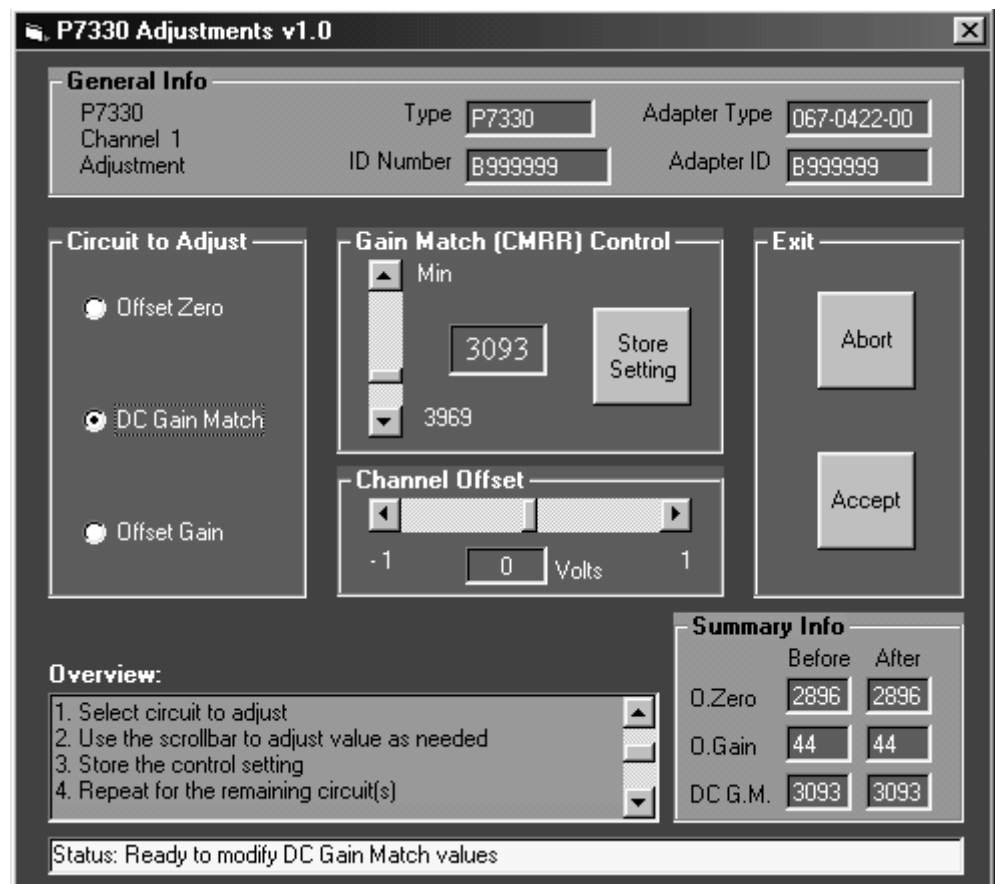 P7330 Adjustments v1.0
General Info
P7330
Channel 1
Adjustment
Type P7330
ID Number B999999
Adapter Type 067-0422-00
Adapter ID B999999
Circuit to Adjust
Offset Zero
DC Gain Match
Offset Gain
Gain Match (CMRR) Control
Min
3093
Store
Setting
3969
Channel Offset
-1 0 Volts 1
Exit
Abort
Accept
Overview:
1. Select circuit to adjust
2. Use the scrollbar to adjust value as needed
3. Store the control setting
4. Repeat for the remaining circuit(s)
Summary Info
Before After
O.Zero 2896 2896
O.Gain 44 44
DC G.M. 3093 3093
Status: Ready to modify DC Gain Match values